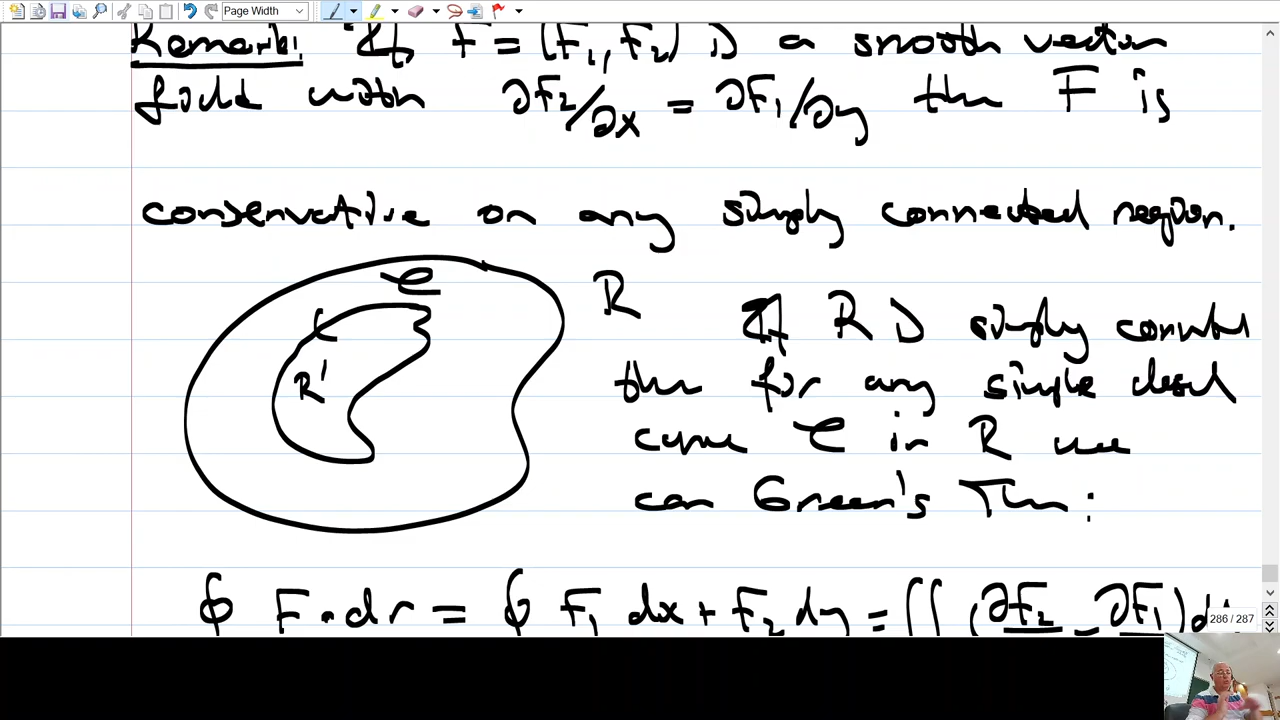 Page Width
Remark: If F = (F₁, F₂) is a smooth vector
field with ∂F₂/∂x = ∂F₁/∂y then F is
conservative on any simply connected region.
C
R'
R
If R is simply connected
then for any simple closed
curve C in R we
can Green's Thm:
∮ F · dr = ∮ F₁ dx + F₂ dy = ∬ (∂F₂ - ∂F₁) d
286 / 287